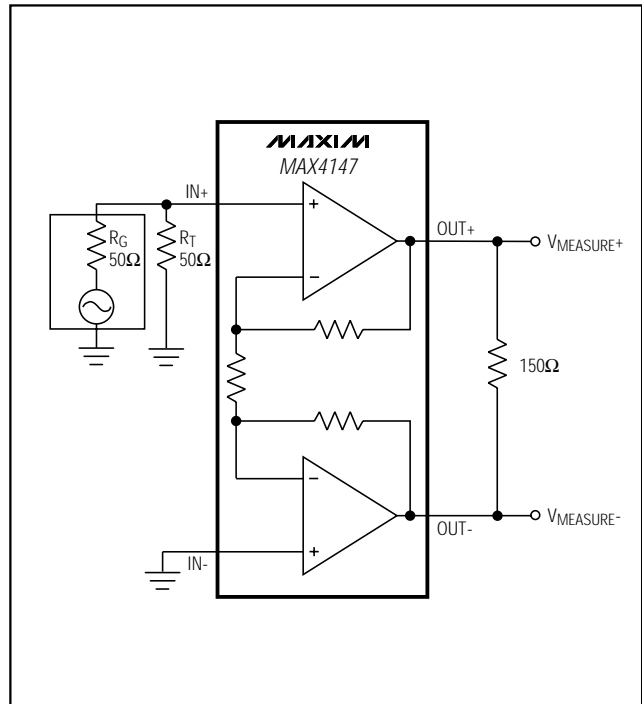 MAXIM
MAX4147
IN+
RG
50Ω
RT
50Ω
OUT+
VMEASURE+
150Ω
VMEASURE-
OUT-
IN-
+
−
−
+